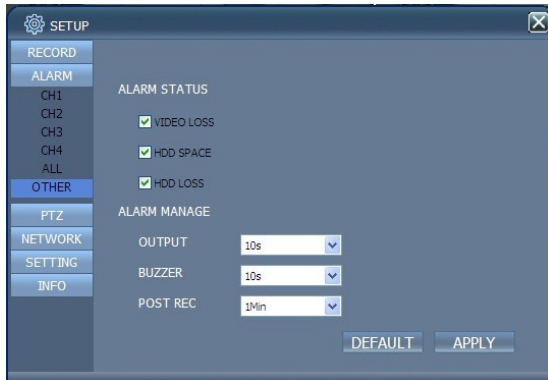 SETUP
RECORD
ALARM
CH1
CH2
CH3
CH4
ALL
OTHER
PTZ
NETWORK
SETTING
INFO
ALARM STATUS
VIDEO LOSS
HDD SPACE
HDD LOSS
ALARM MANAGE
OUTPUT 10s
BUZZER 10s
POST REC 1Min
DEFAULT APPLY